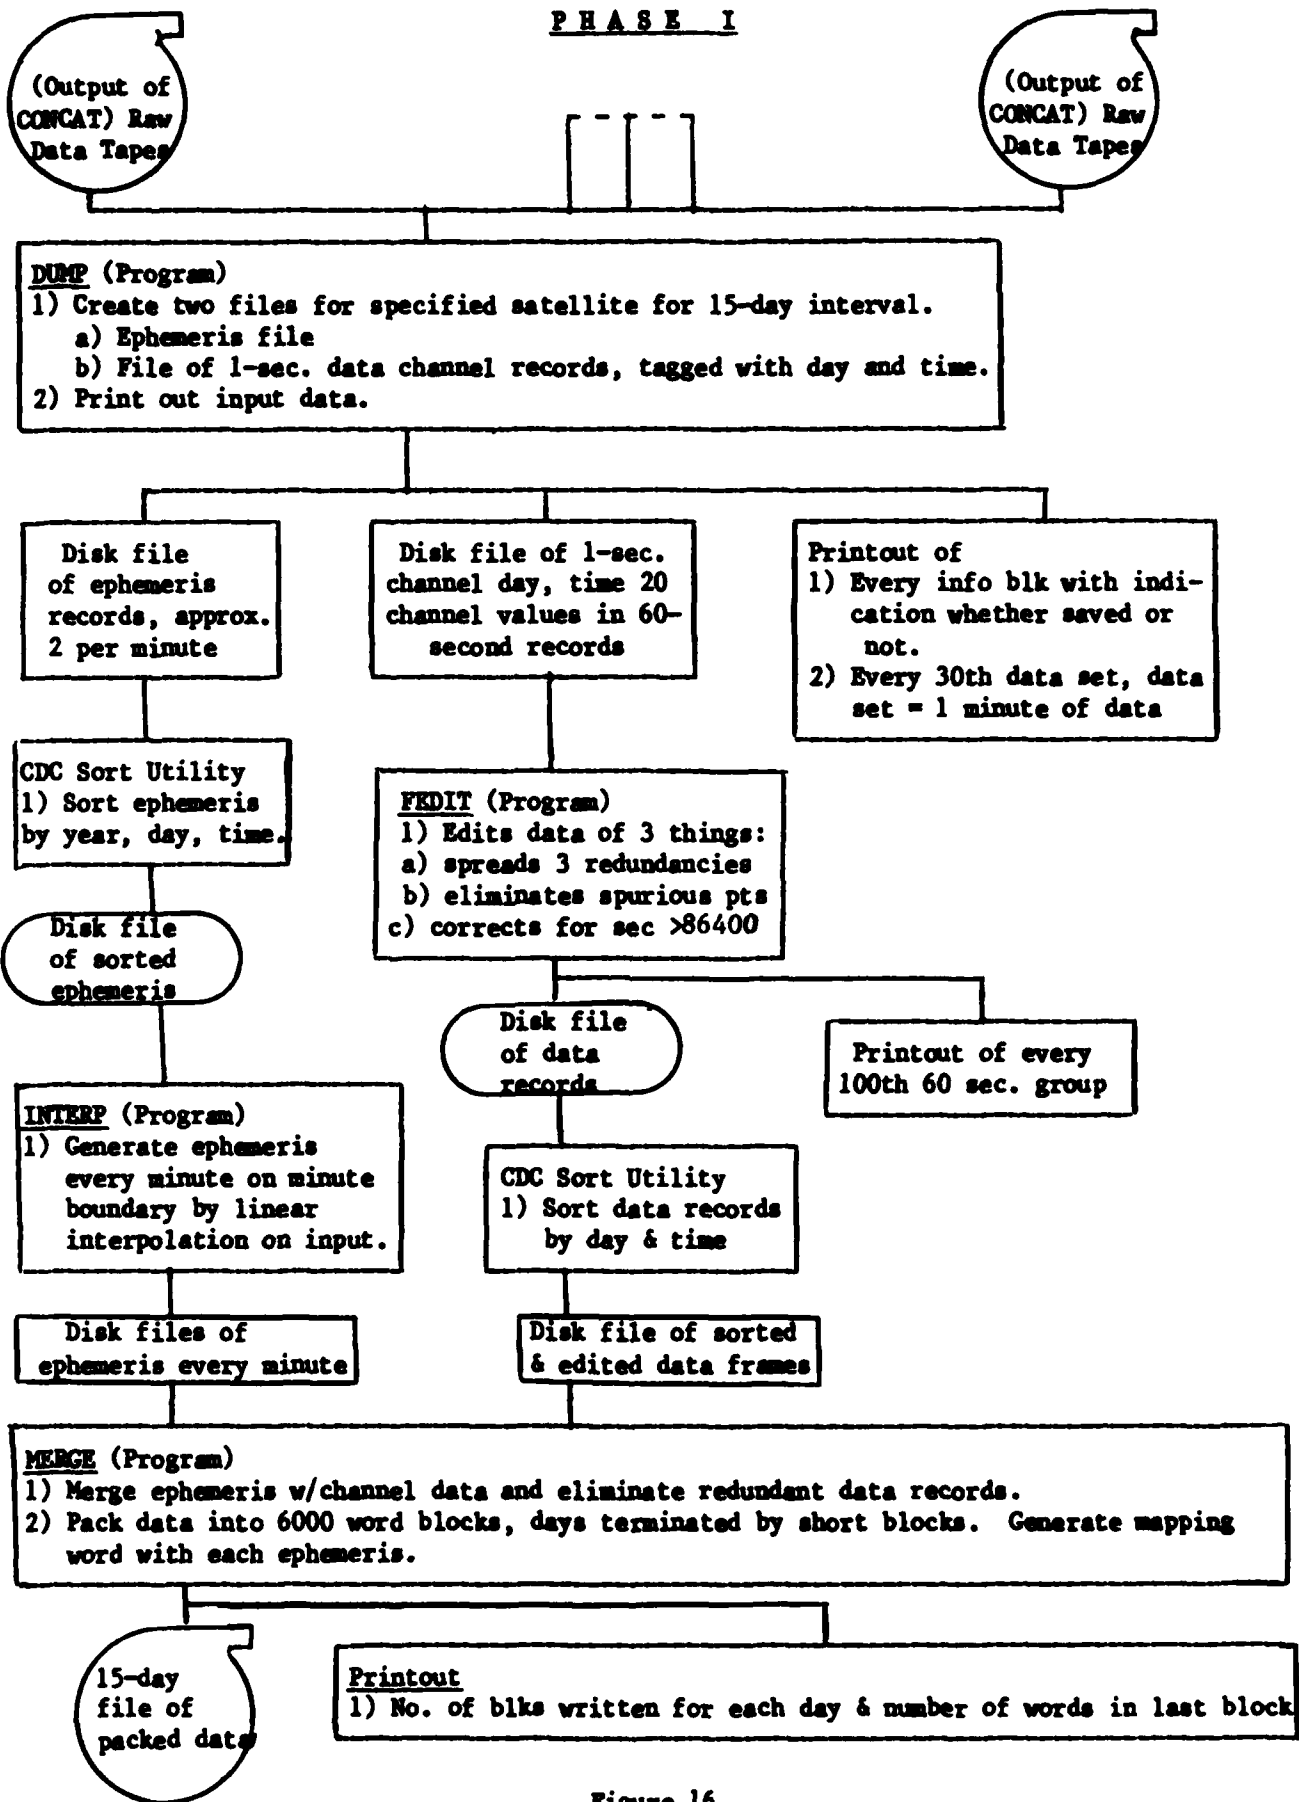 PHASE I
(Output of
CONCAT) Raw
Data Tapes
(Output of
CONCAT) Raw
Data Tapes
DUMP (Program)
1) Create two files for specified satellite for 15-day interval.
a) Ephemeris file
b) File of 1-sec. data channel records, tagged with day and time.
2) Print out input data.
Disk file
of ephemeris
records, approx.
2 per minute
Disk file of 1-sec.
channel day, time 20
channel values in 60-
second records
Printout of
1) Every info blk with indi-
cation whether saved or
not.
2) Every 30th data set, data
set = 1 minute of data
CDC Sort Utility
1) Sort ephemeris
by year, day, time.
FEDIT (Program)
1) Edits data of 3 things:
a) spreads 3 redundancies
b) eliminates spurious pts
c) corrects for sec >86400
Disk file
of sorted
ephemeris
Disk file
of data
records
Printout of every
100th 60 sec. group
INTERP (Program)
1) Generate ephemeris
every minute on minute
boundary by linear
interpolation on input.
CDC Sort Utility
1) Sort data records
by day & time
Disk files of
ephemeris every minute
Disk file of sorted
& edited data frames
MERGE (Program)
1) Merge ephemeris w/channel data and eliminate redundant data records.
2) Pack data into 6000 word blocks, days terminated by short blocks. Generate mapping
word with each ephemeris.
15-day
file of
packed data
Printout
1) No. of blks written for each day & number of words in last block
Figure 16